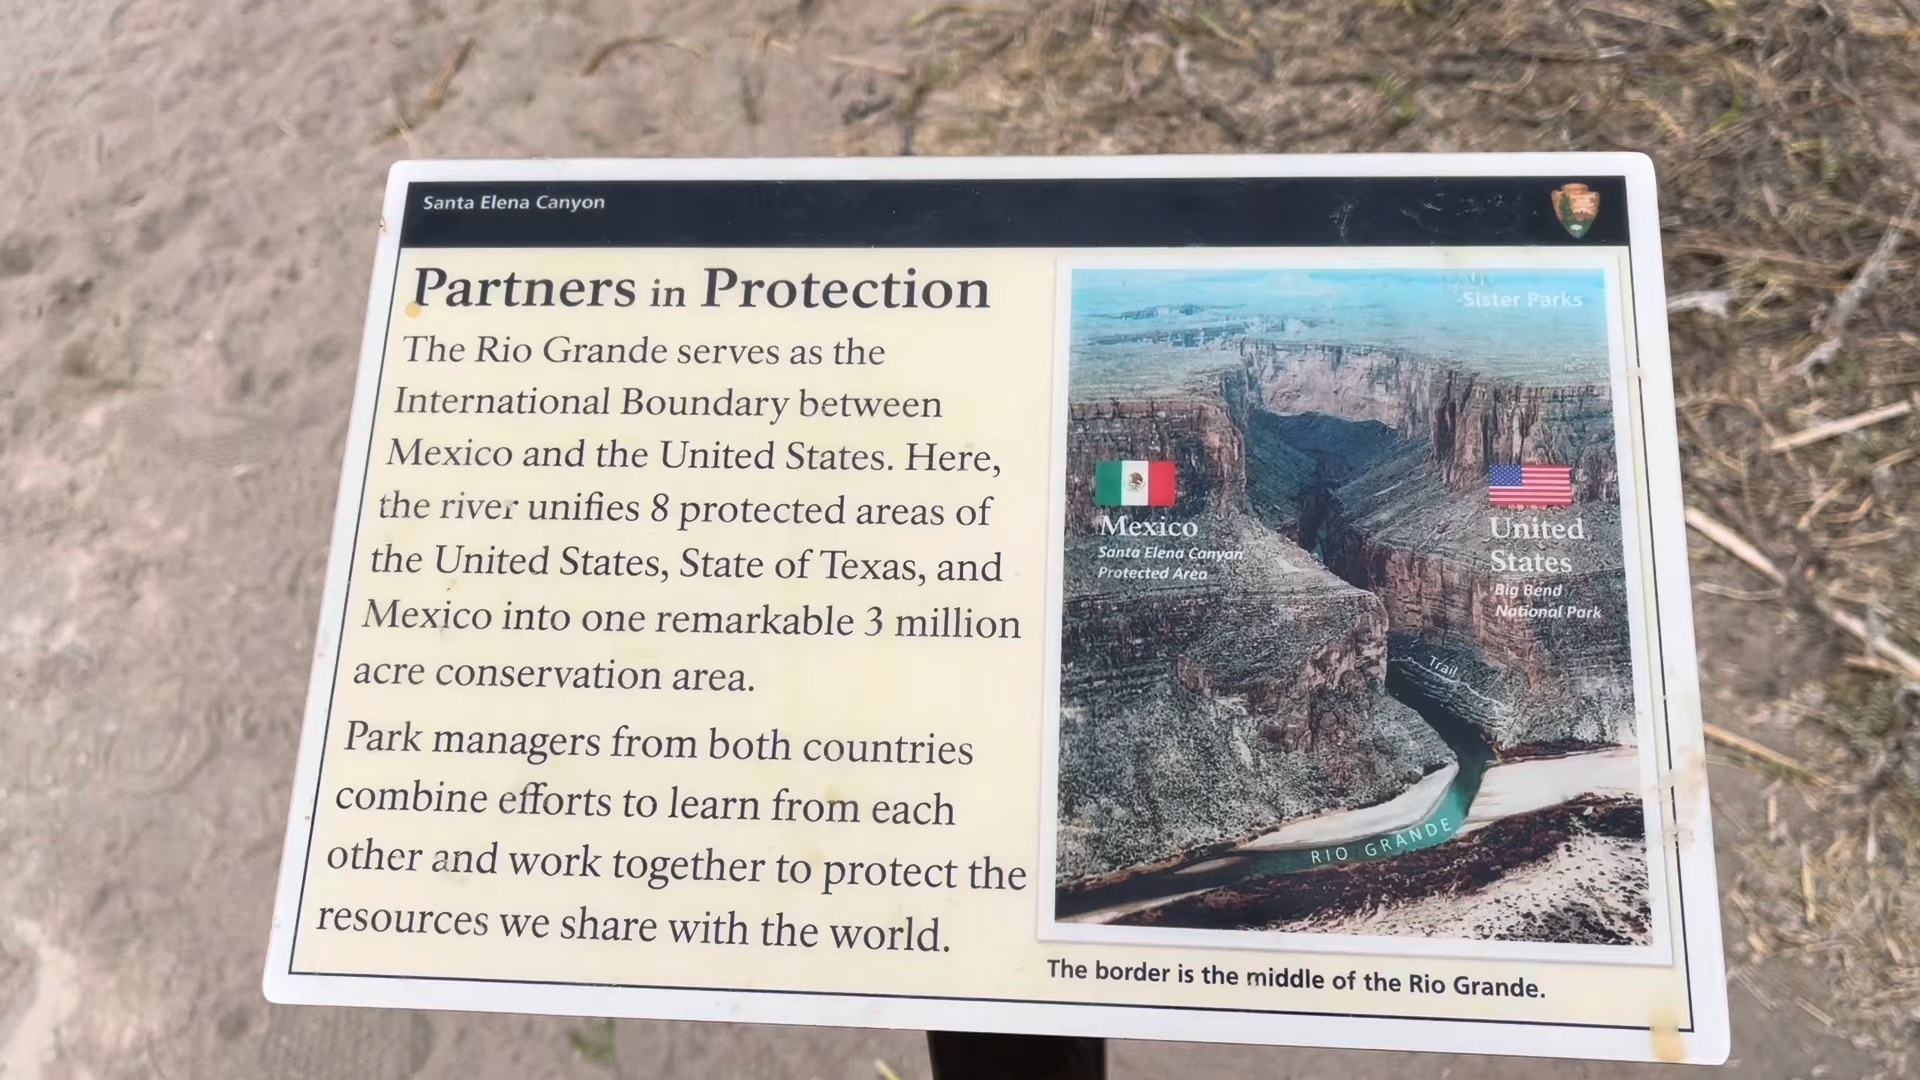 Santa Elena Canyon
Partners in Protection
The Rio Grande serves as the
International Boundary between
Mexico and the United States. Here,
the river unifies 8 protected areas of
the United States, State of Texas, and
Mexico into one remarkable 3 million
acre conservation area.
Park managers from both countries
combine efforts to learn from each
other and work together to protect the
resources we share with the world.
Sister Parks
Mexico
Santa Elena Canyon
Protected Area
United
States
Big Bend
National Park
Trail
RIO GRANDE
The border is the middle of the Rio Grande.